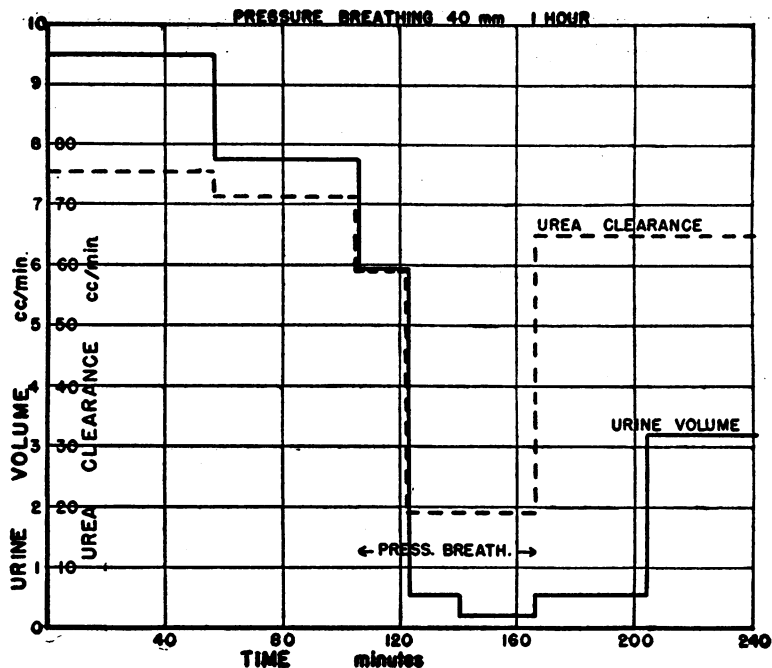 PRESSURE BREATHING 40 mm 1 HOUR
10
9
8 80
7 70
6 60
5 50
4 40
3 30
2 20
1 10
0
URINE VOLUME cc/min.
UREA CLEARANCE cc/min.
UREA CLEARANCE
URINE VOLUME
← PRESS. BREATH. →
40 80 120 160 200 240
TIME minutes